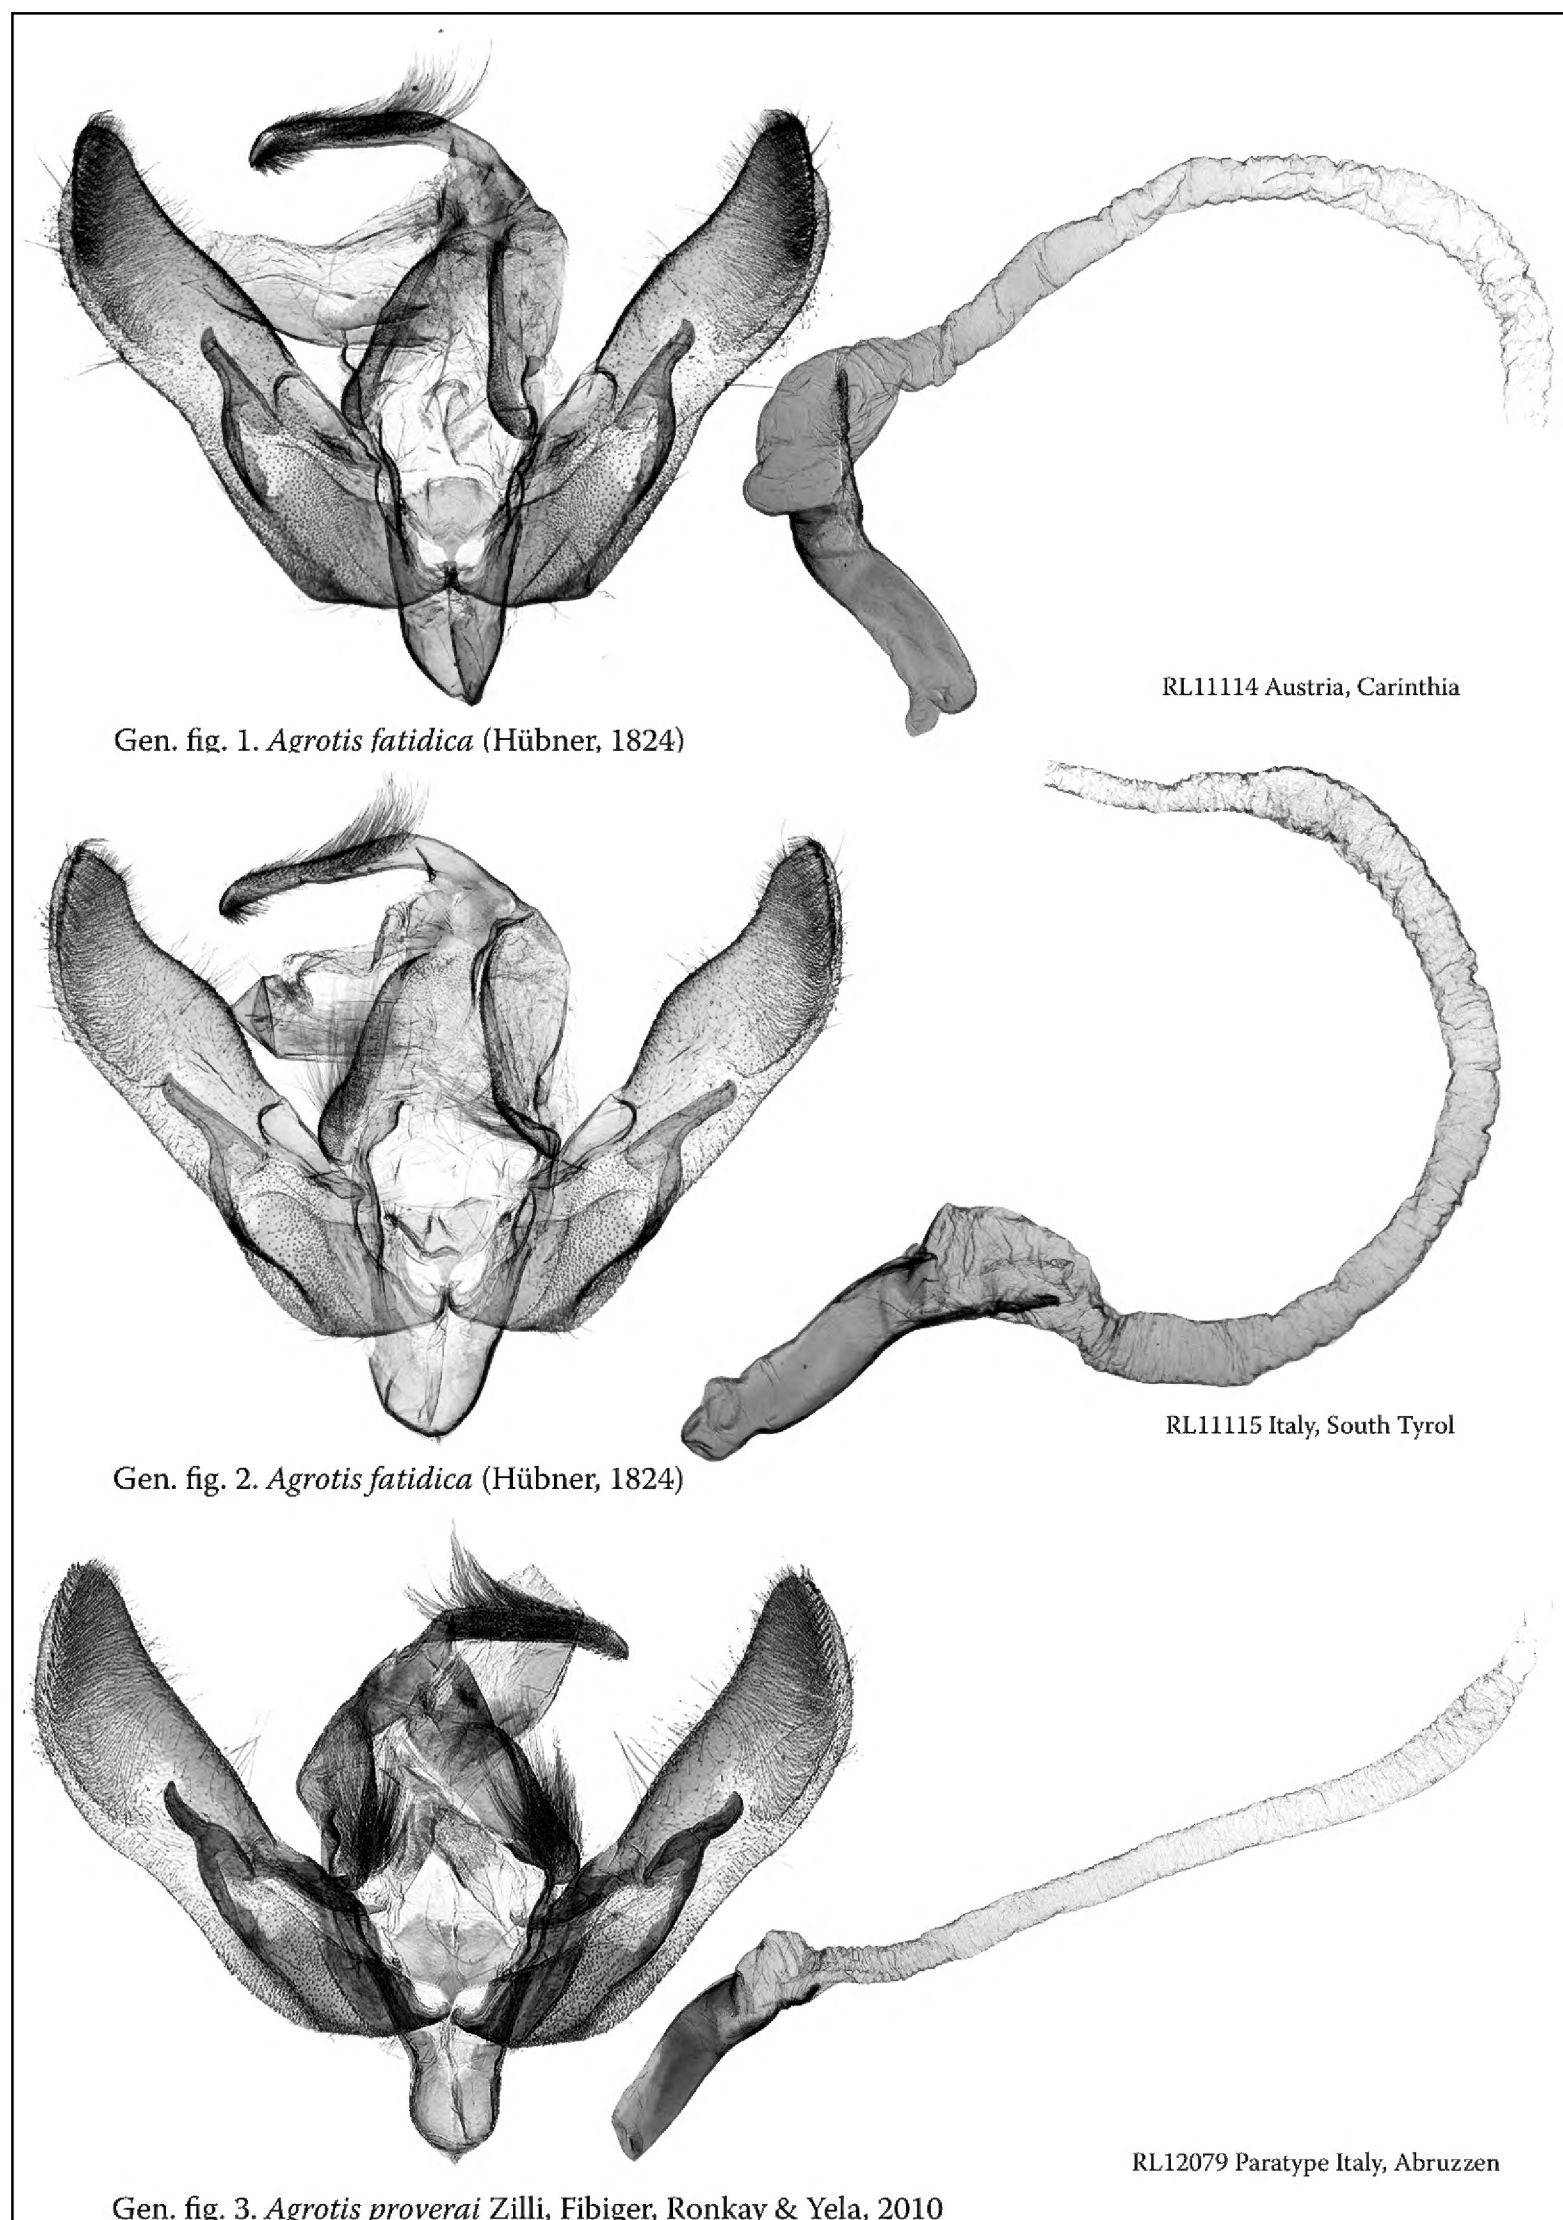 RL11114 Austria, Carinthia
Gen. fig. 1. Agrotis fatidica (Hübner, 1824)
RL11115 Italy, South Tyrol
Gen. fig. 2. Agrotis fatidica (Hübner, 1824)
RL12079 Paratype Italy, Abruzzen
Gen. fig. 3. Agrotis proverai Zilli, Fibiger, Ronkay & Yela, 2010